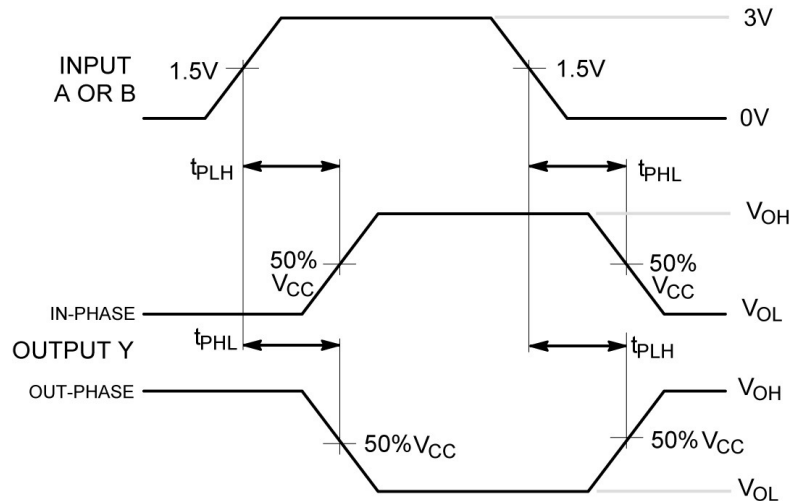 3V
INPUT
A OR B
1.5V
1.5V
0V
tPLH
tPHL
VOH
50%
VCC
50%
VCC
IN-PHASE
VOL
tPHL
tPLH
OUTPUT Y
OUT-PHASE
VOH
50% VCC
50% VCC
VOL